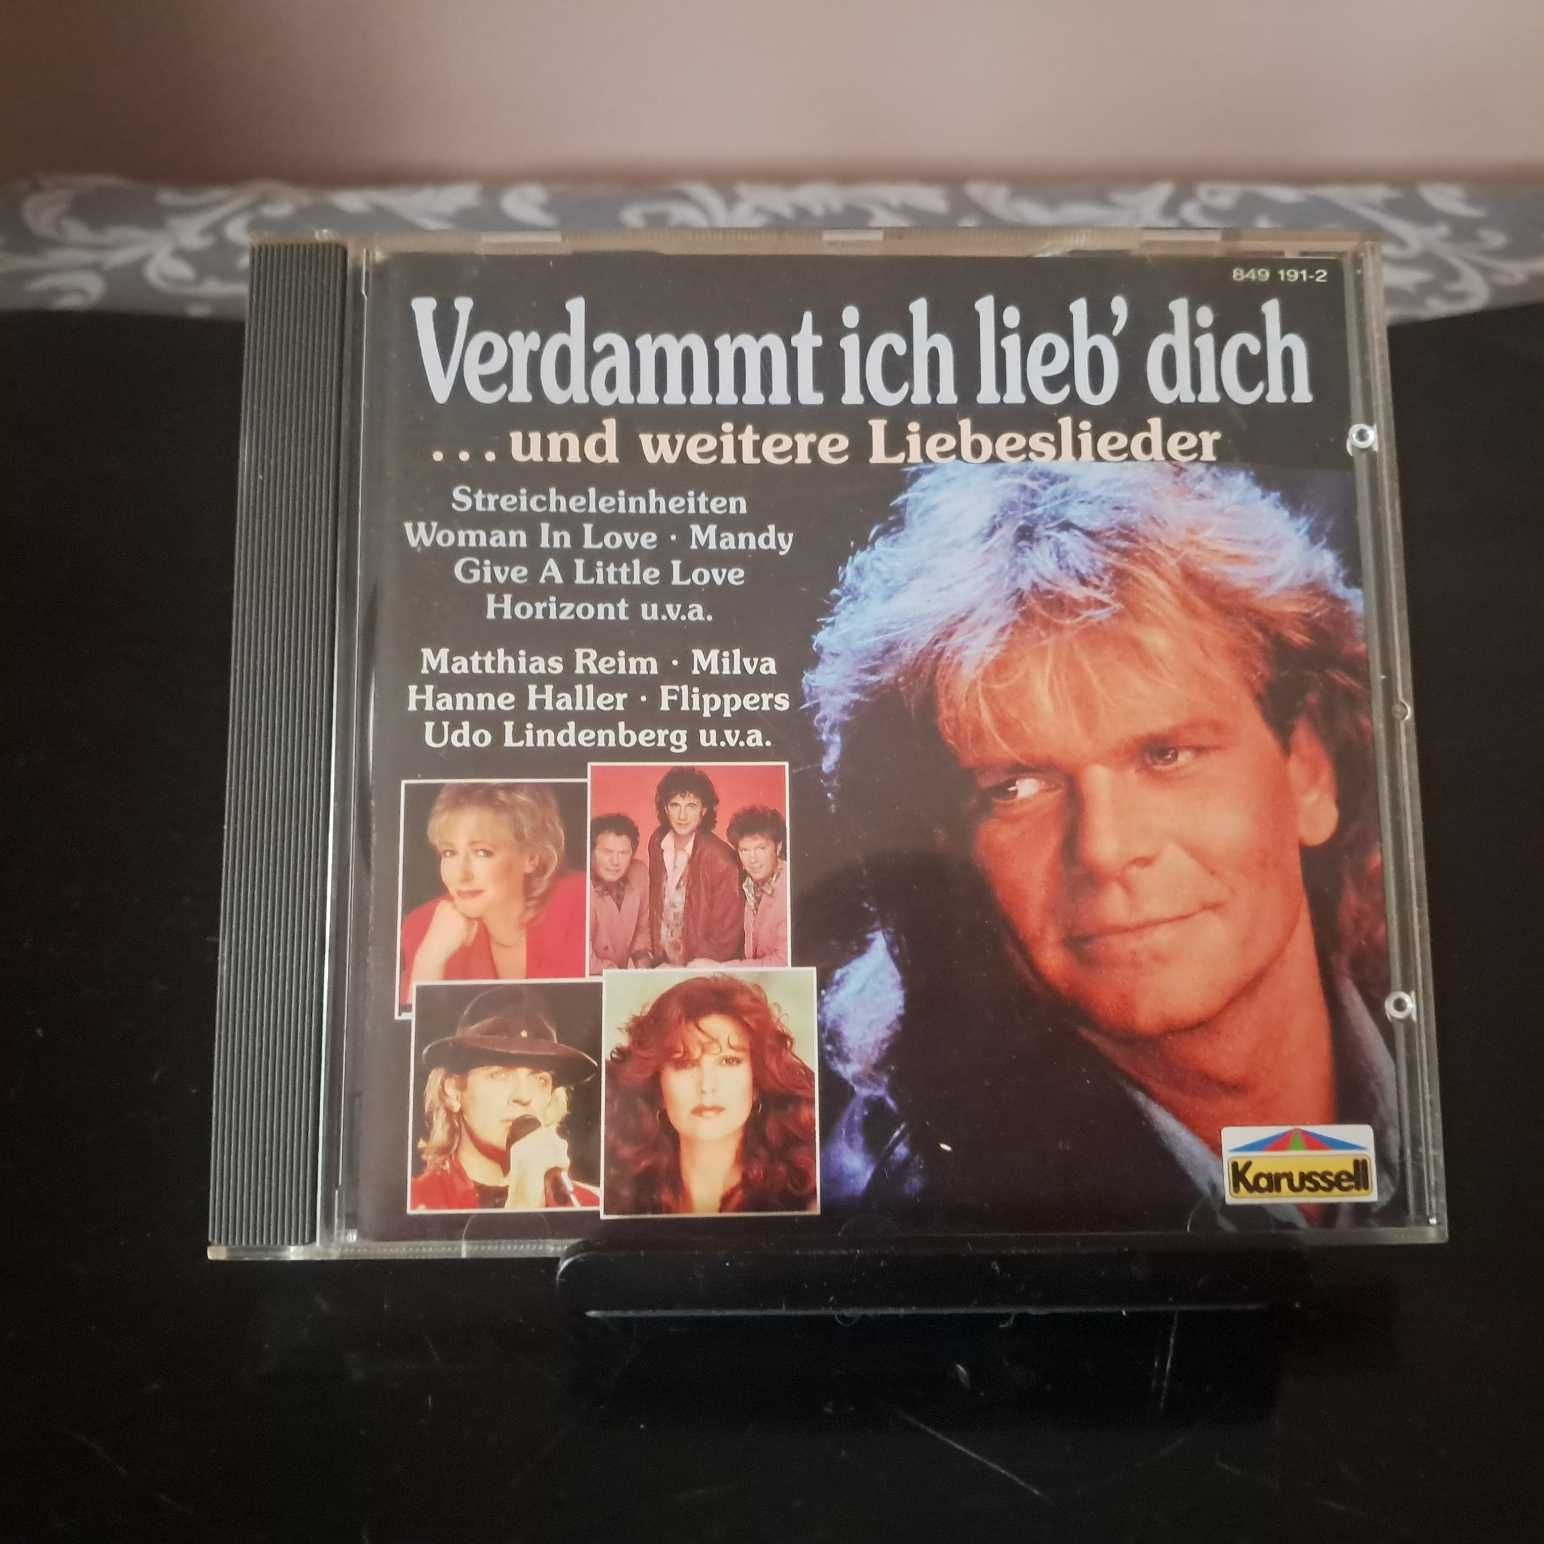 849 191-2
Verdammt ich lieb' dich
...und weitere Liebeslieder
Streicheleinheiten
Woman In Love · Mandy
Give A Little Love
Horizont u.v.a.
Matthias Reim · Milva
Hanne Haller · Flippers
Udo Lindenberg u.v.a.
Karussell